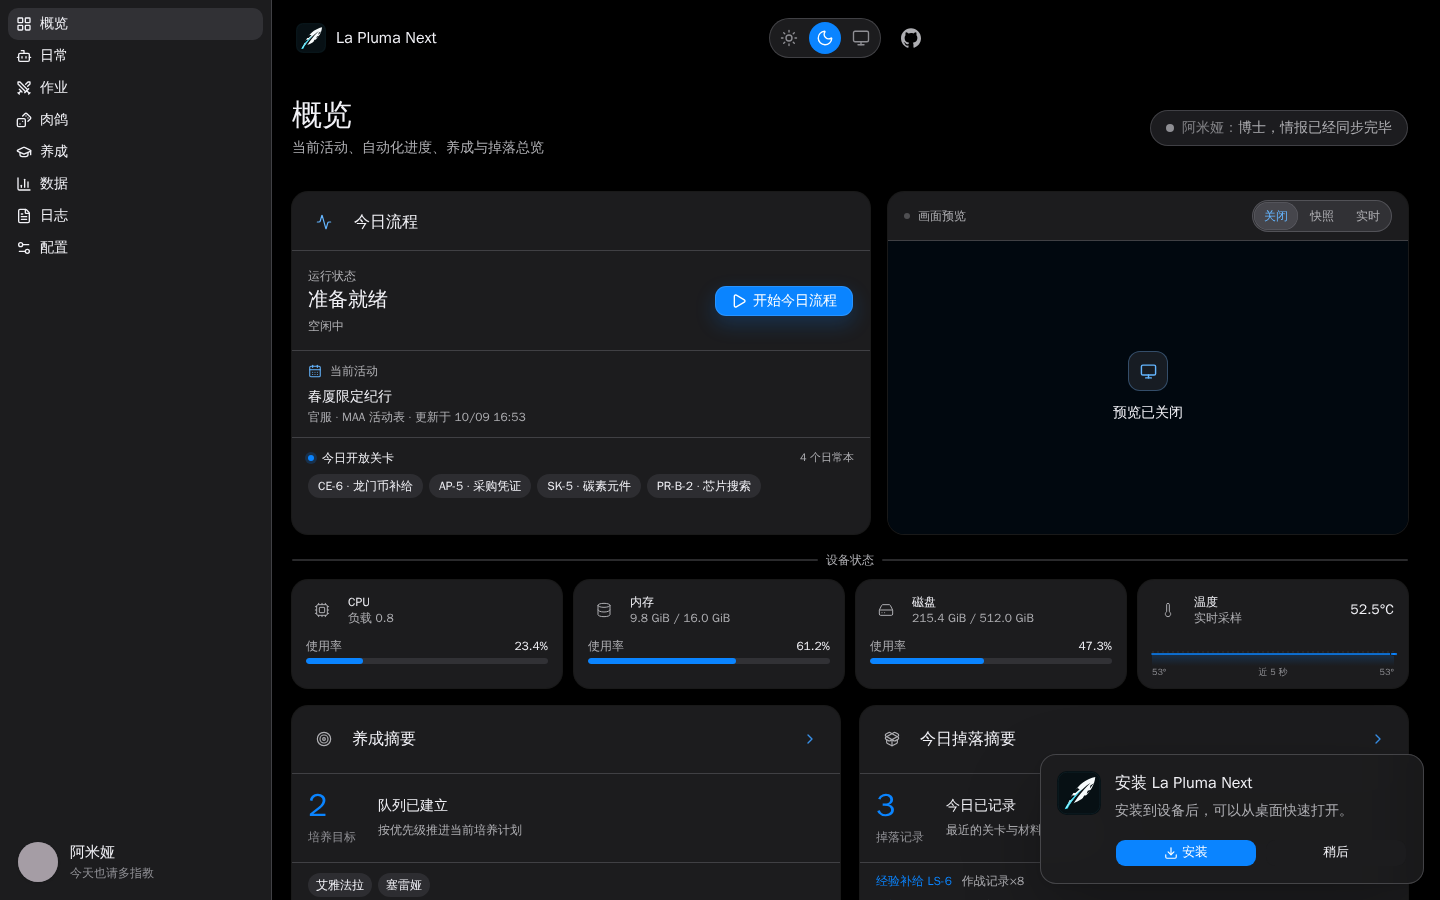 概览
日常
作业
肉鸽
养成
数据
日志
配置
阿米娅
今天也请多指教
La Pluma Next
概览
当前活动、自动化进度、养成与掉落总览
阿米娅：博士，情报已经同步完毕
今日流程
运行状态
准备就绪
空闲中
开始今日流程
当前活动
春厦限定纪行
官服 · MAA 活动表 · 更新于 10/09 16:53
今日开放关卡
4 个日常本
CE-6 · 龙门币补给
AP-5 · 采购凭证
SK-5 · 碳素元件
PR-B-2 · 芯片搜索
画面预览
关闭
快照
实时
预览已关闭
设备状态
CPU
负载 0.8
使用率
23.4%
内存
9.8 GiB / 16.0 GiB
使用率
61.2%
磁盘
215.4 GiB / 512.0 GiB
使用率
47.3%
温度
实时采样
52.5°C
53°
近 5 秒
53°
养成摘要
2
培养目标
队列已建立
按优先级推进当前培养计划
艾雅法拉
塞雷娅
今日掉落摘要
3
掉落记录
今日已记录
最近的关卡与材料
经验补给 LS-6 作战记录×8
安装 La Pluma Next
安装到设备后，可以从桌面快速打开。
安装
稍后